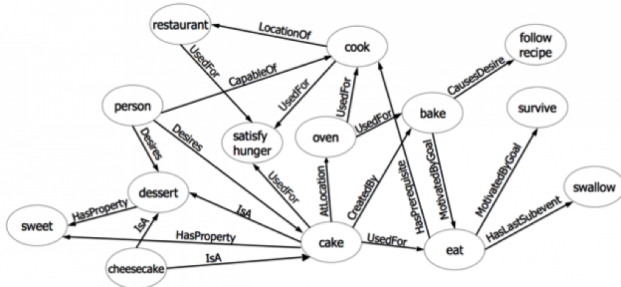 restaurant
LocationOf
cook
follow
recipe
UsedFor
CapableOf
UsedFor
CausesDesire
person
UsedFor
bake
survive
Desires
Desires
satisfy
hunger
oven
UsedFor
HasPrerequisite
MotivatedByGoal
MotivatedByGoal
dessert
UsedFor
AtLocation
CreatedBy
swallow
HasProperty
IsA
sweet
IsA
HasProperty
cake
UsedFor
eat
HasLastSubevent
cheesecake
IsA